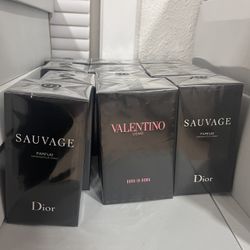 SAUVAGE
PARFUM
Dior
VALENTINO
UOMO
BORN IN ROMA
SAUVAGE
PARFUM
Dior